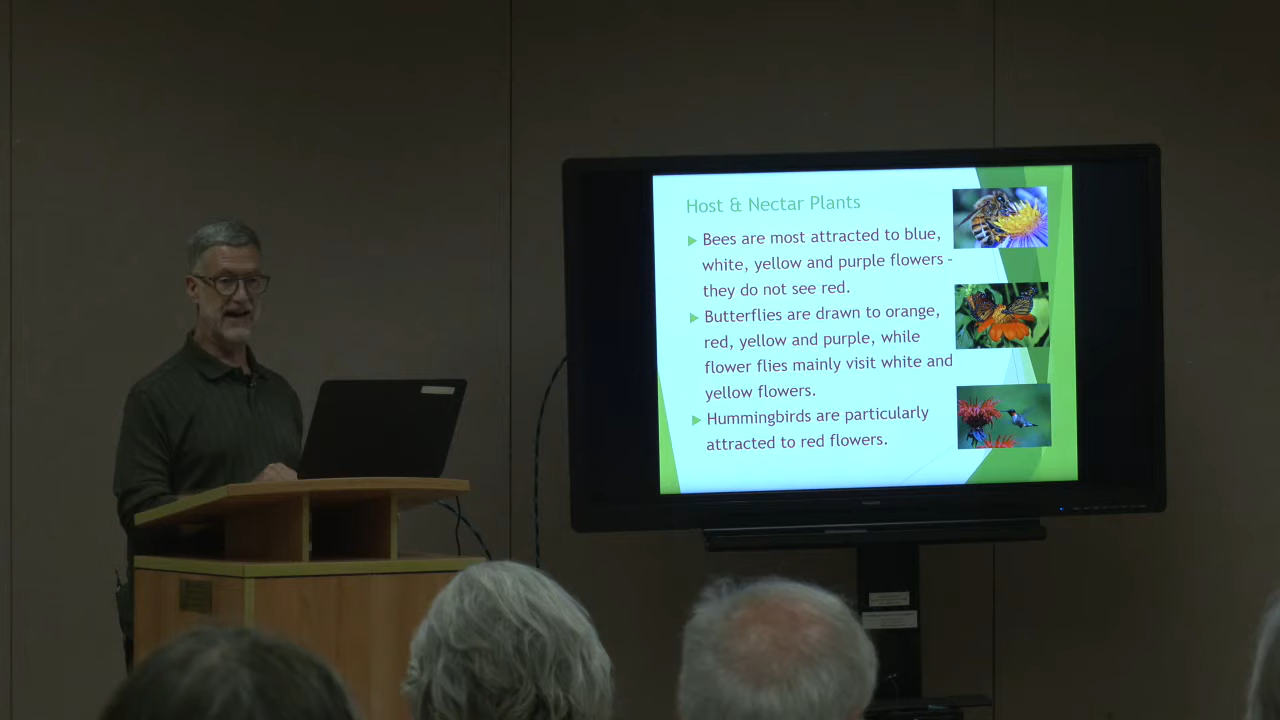 Host & Nectar Plants
Bees are most attracted to blue,
white, yellow and purple flowers -
they do not see red.
Butterflies are drawn to orange,
red, yellow and purple, while
flower flies mainly visit white and
yellow flowers.
Hummingbirds are particularly
attracted to red flowers.